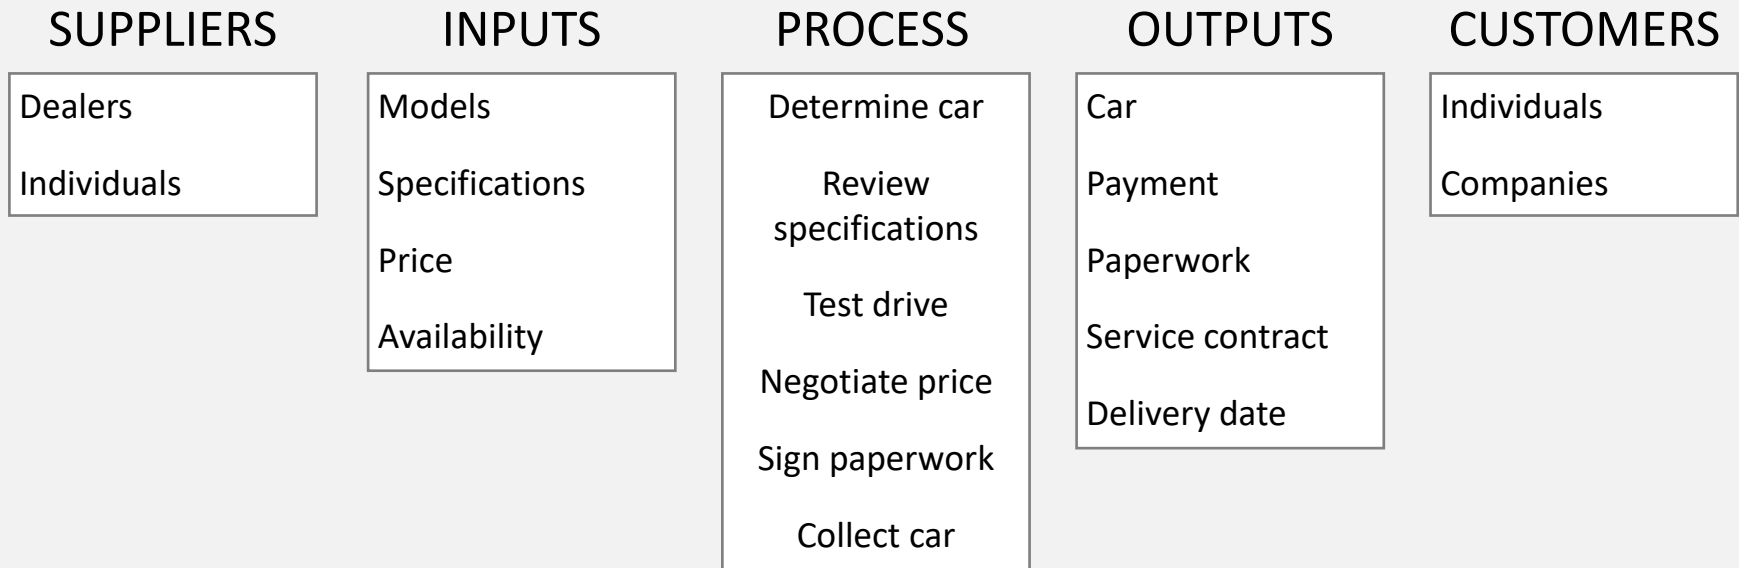 SUPPLIERS
Dealers
Individuals
INPUTS
Models
Specifications
Price
Availability
PROCESS
Determine car
Review
specifications
Test drive
Negotiate price
Sign paperwork
Collect car
OUTPUTS
Car
Payment
Paperwork
Service contract
Delivery date
CUSTOMERS
Individuals
Companies